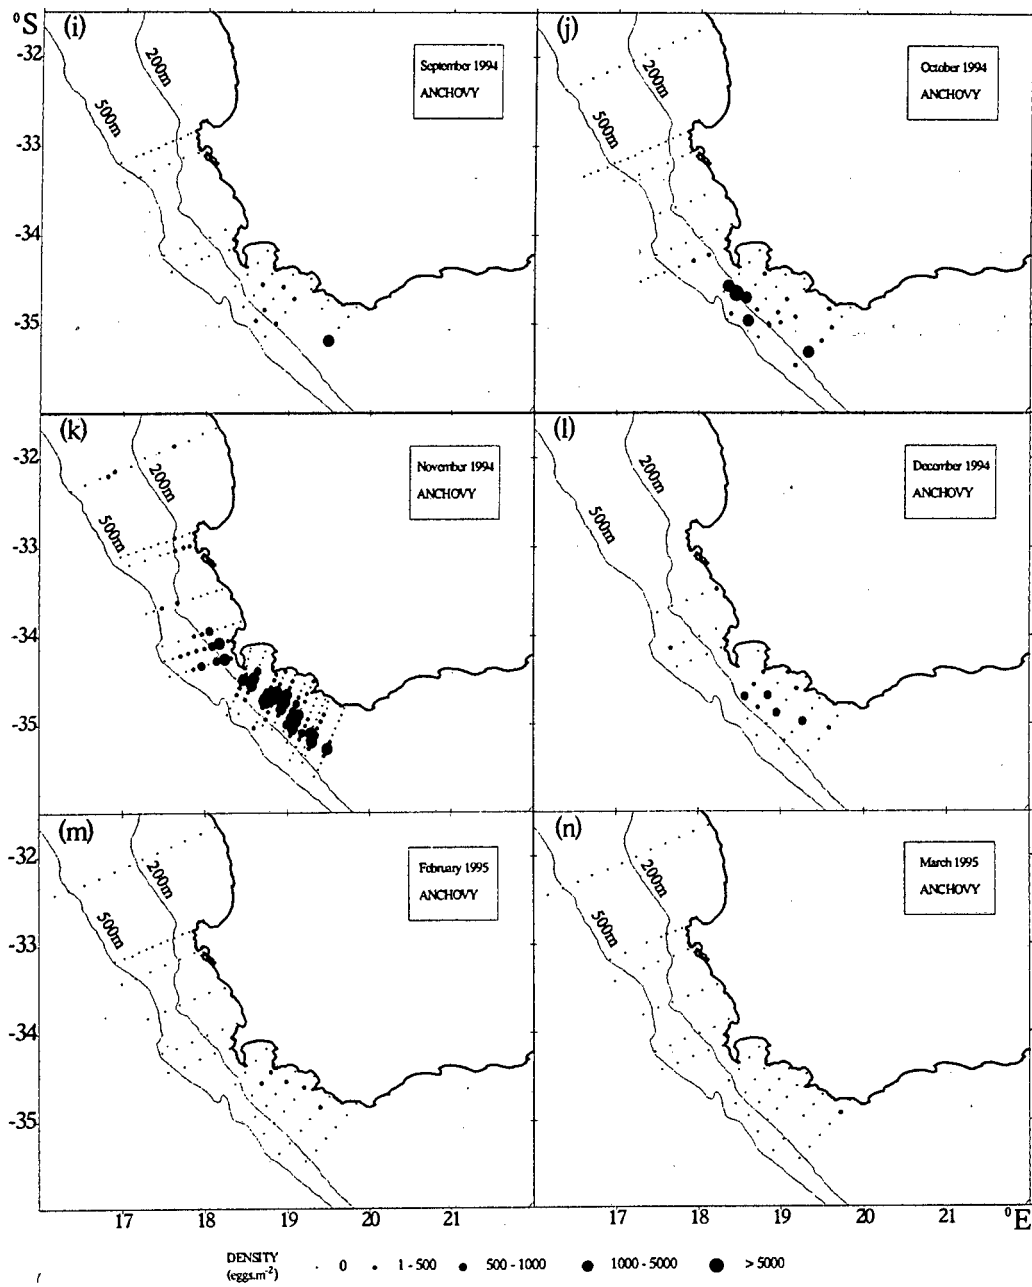 ⁰S
(i)
-32
-33
-34
-35
200m
500m
September 1994
ANCHOVY
(j)
200m
500m
October 1994
ANCHOVY
(k)
-32
-33
-34
-35
200m
500m
November 1994
ANCHOVY
(l)
200m
500m
December 1994
ANCHOVY
(m)
-32
-33
-34
-35
200m
500m
February 1995
ANCHOVY
(n)
200m
500m
March 1995
ANCHOVY
17 18 19 20 21
17 18 19 20 21 ⁰E
DENSITY
(eggs.m⁻²)
0 1 - 500 500 - 1000 1000 - 5000 > 5000